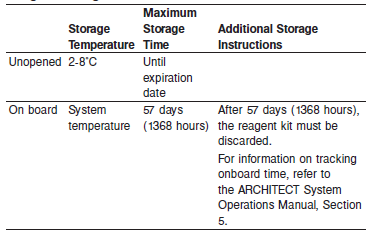 Maximum
Storage Storage Additional Storage
Temperature Time Instructions
Unopened 2-8°C Until
expiration
date
On board System 57 days After 57 days (1368 hours),
temperature (1368 hours) the reagent kit must be
discarded.
For information on tracking
onboard time, refer to
the ARCHITECT System
Operations Manual, Section
5.